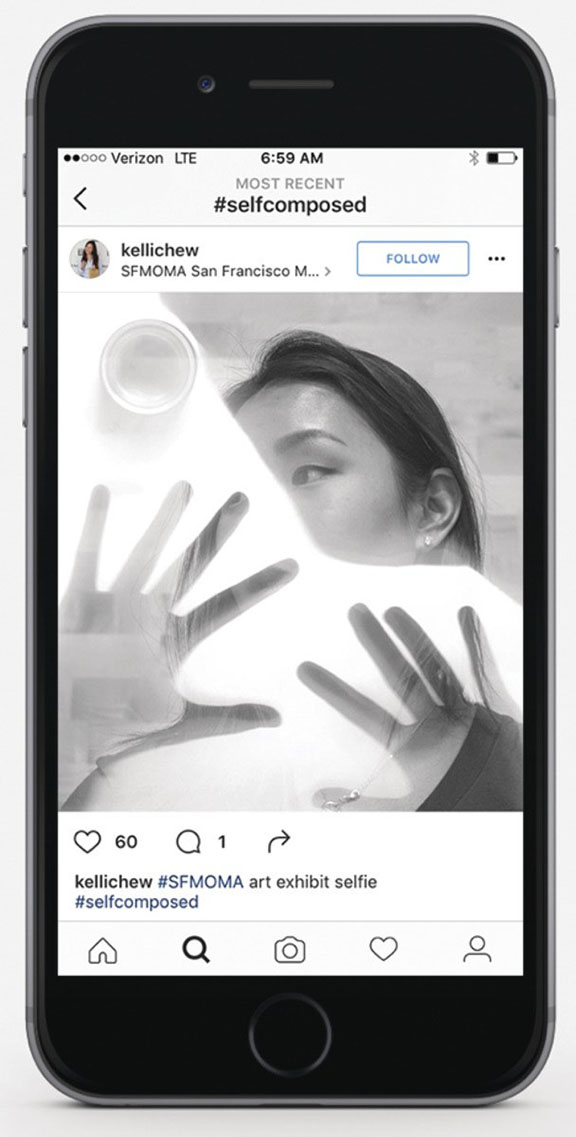 Verizon LTE 6:59 AM
MOST RECENT
#selfcomposed
kellichew
SFMOMA San Francisco M... >
FOLLOW
60 1
kellichew #SFMOMA art exhibit selfie
#selfcomposed